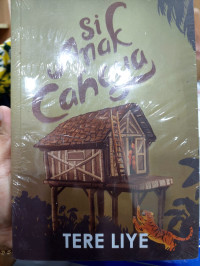 Si
Anak
Cahaya
TERE LIYE